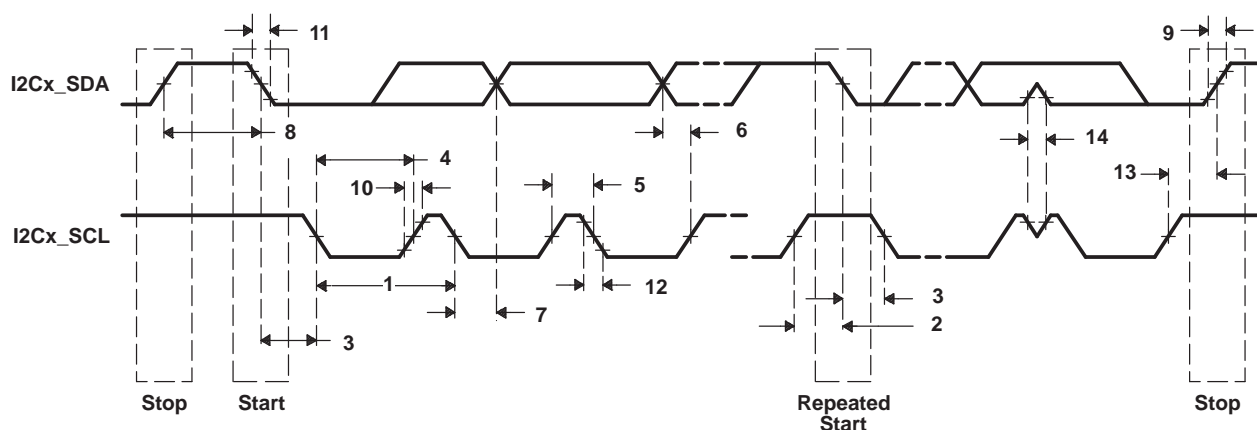 11
9
I2Cx_SDA
8
6
14
4
10
5
13
I2Cx_SCL
1
12
7
3
2
3
Stop
Start
Repeated
Start
Stop